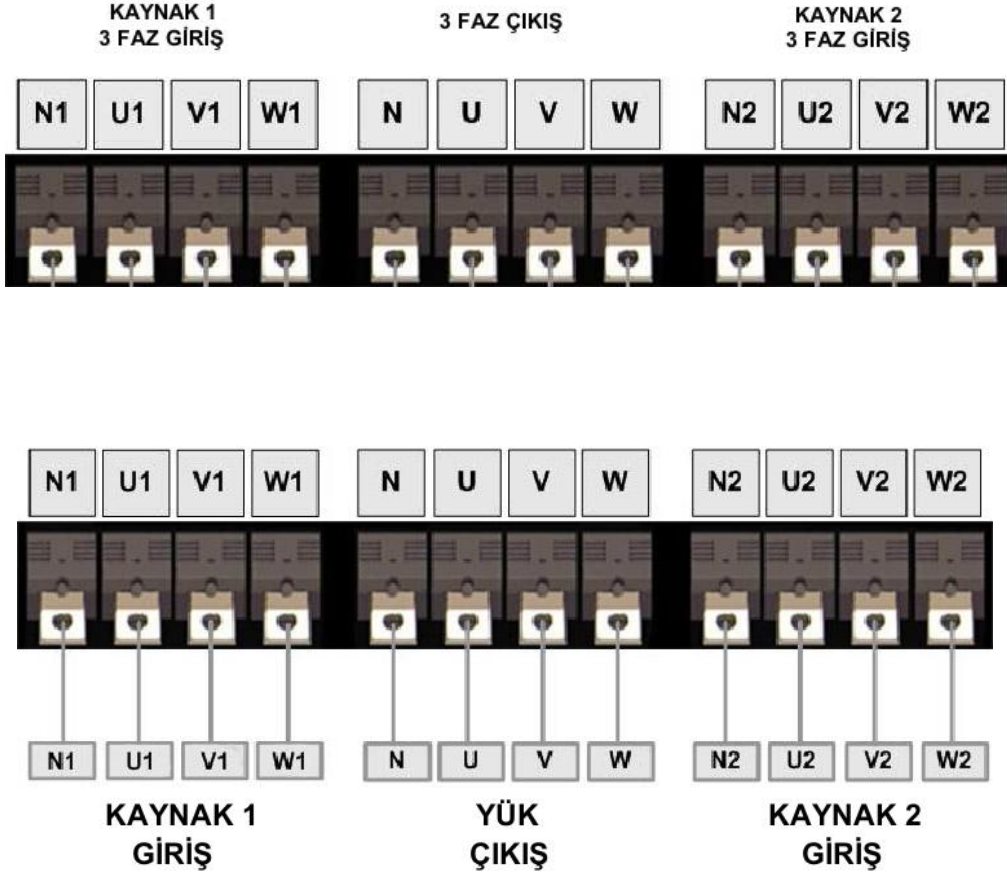 KAYNAK 1
3 FAZ GİRİŞ
3 FAZ ÇIKIŞ
KAYNAK 2
3 FAZ GİRİŞ
N1 U1 V1 W1 N U V W N2 U2 V2 W2
N1 U1 V1 W1 N U V W N2 U2 V2 W2
N1 U1 V1 W1 N U V W N2 U2 V2 W2
KAYNAK 1
GİRİŞ
YÜK
ÇIKIŞ
KAYNAK 2
GİRİŞ